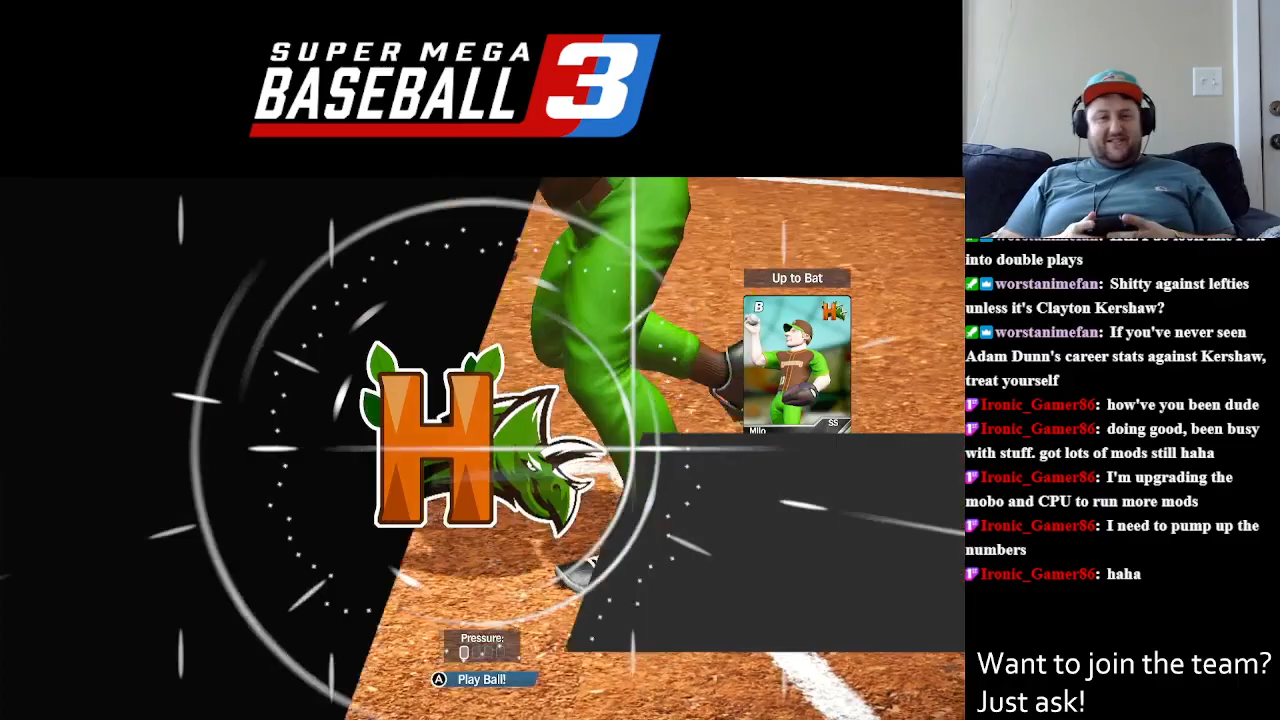 SUPER MEGA
BASEBALL 3
Up to Bat
B
H
SS
Milo
H
Pressure:
A Play Ball!
into double plays
worstanimefan: Shitty against lefties
unless it's Clayton Kershaw?
worstanimefan: If you've never seen
Adam Dunn's career stats against Kershaw,
treat yourself
Ironic_Gamer86: how've you been dude
Ironic_Gamer86: doing good, been busy
with stuff. got lots of mods still haha
Ironic_Gamer86: I'm upgrading the
mobo and CPU to run more mods
Ironic_Gamer86: I need to pump up the
numbers
Ironic_Gamer86: haha
Want to join the team?
Just ask!